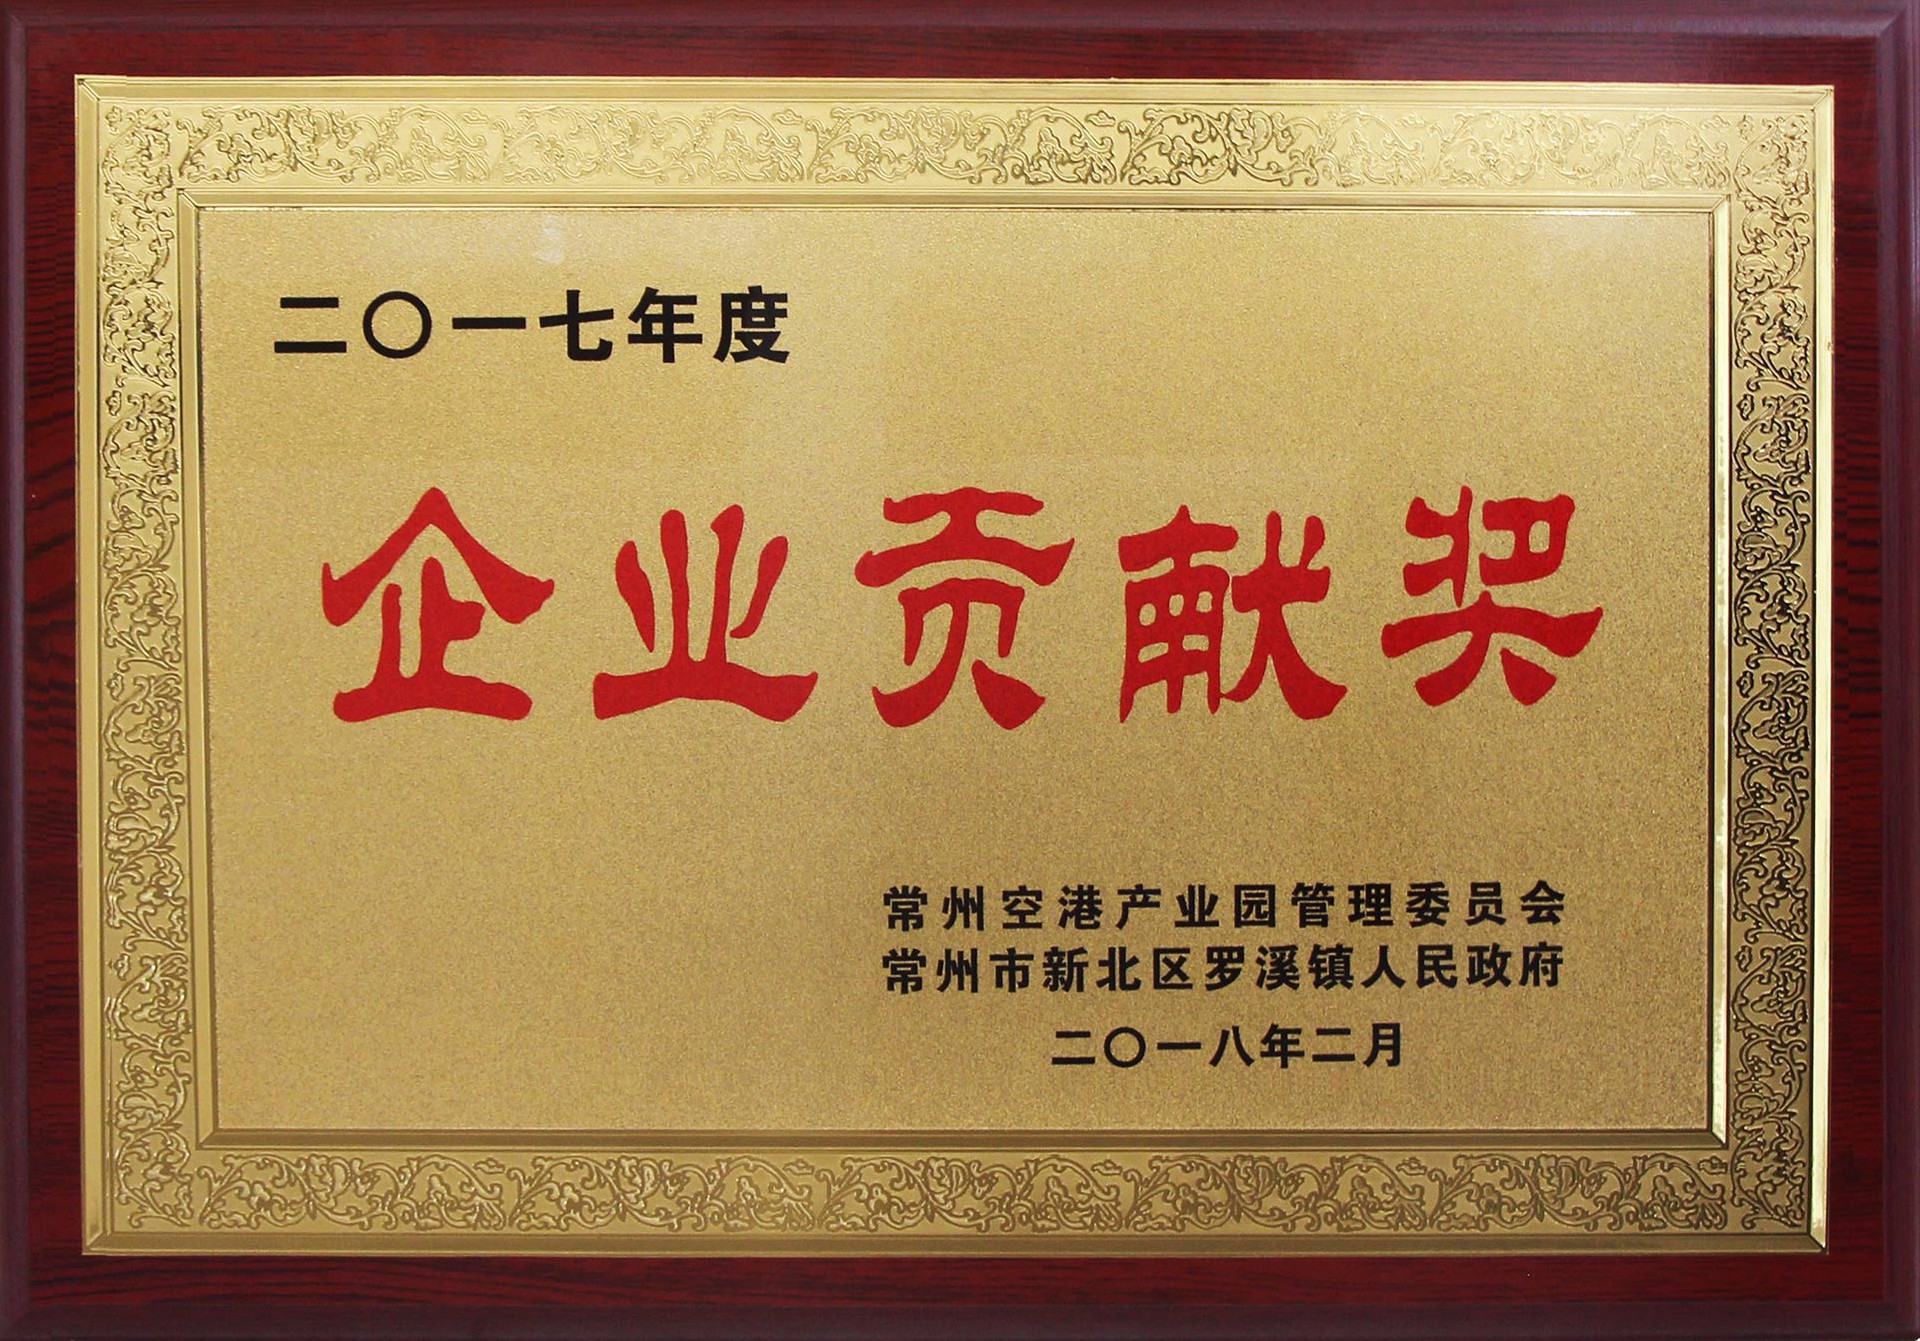 二〇一七年度
企业贡献奖
常州空港产业园管理委员会
常州市新北区罗溪镇人民政府
二〇一八年二月